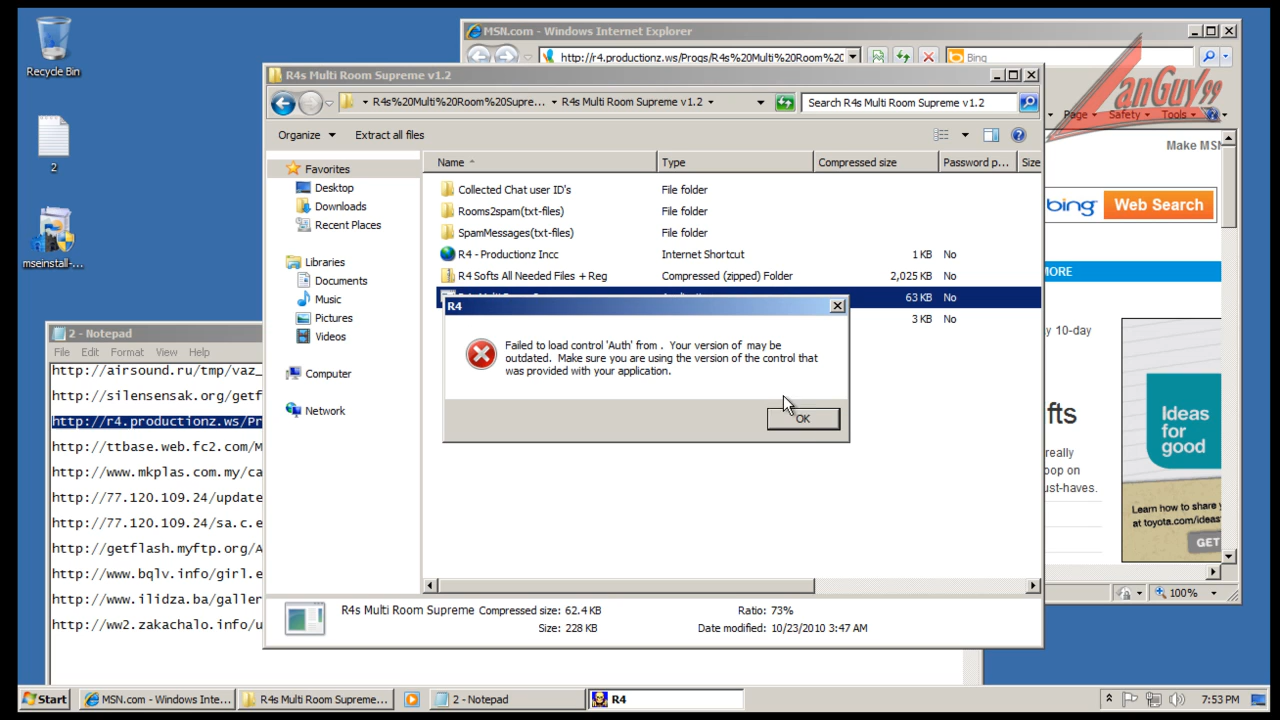 Recycle Bin
2
mseinstall-...
MSN.com - Windows Internet Explorer
http://r4.productionz.ws/Progs/R4s%20Multi%20Room%2
Bing
Page
Safety
Tools
anGuy99
Make MSN
bing
Web Search
MORE
y 10-day
fts
really
oop on
ust-haves.
Ideas
for
good
Learn how to share y
at toyota.com/ideas
GET
100%
R4s Multi Room Supreme v1.2
R4s%20Multi%20Room%20Supre...
R4s Multi Room Supreme v1.2
Search R4s Multi Room Supreme v1.2
Organize
Extract all files
Favorites
Desktop
Downloads
Recent Places
Libraries
Documents
Music
Pictures
Videos
Computer
Network
Name Type Compressed size Password p... Size
Collected Chat user ID's File folder
Rooms2spam(txt-files) File folder
SpamMessages(txt-files) File folder
R4 - Productionz Incc Internet Shortcut 1 KB No
R4 Softs All Needed Files + Reg Compressed (zipped) Folder 2,025 KB No
63 KB No
3 KB No
R4
Failed to load control 'Auth' from . Your version of may be
outdated. Make sure you are using the version of the control that
was provided with your application.
OK
R4s Multi Room Supreme Compressed size: 62.4 KB Ratio: 73%
Size: 228 KB Date modified: 10/23/2010 3:47 AM
2 - Notepad
File Edit Format View Help
http://airsound.ru/tmp/vaz_
http://silensensak.org/getf
http://r4.productionz.ws/Pr
http://ttbase.web.fc2.com/M
http://www.mkplas.com.my/ca
http://77.120.109.24/update
http://77.120.109.24/sa.c.e
http://getflash.myftp.org/A
http://www.bqlv.info/girl.e
http://www.ilidza.ba/galler
http://ww2.zakachalo.info/u
Start
MSN.com - Windows Inte...
R4s Multi Room Supreme...
2 - Notepad
R4
7:53 PM